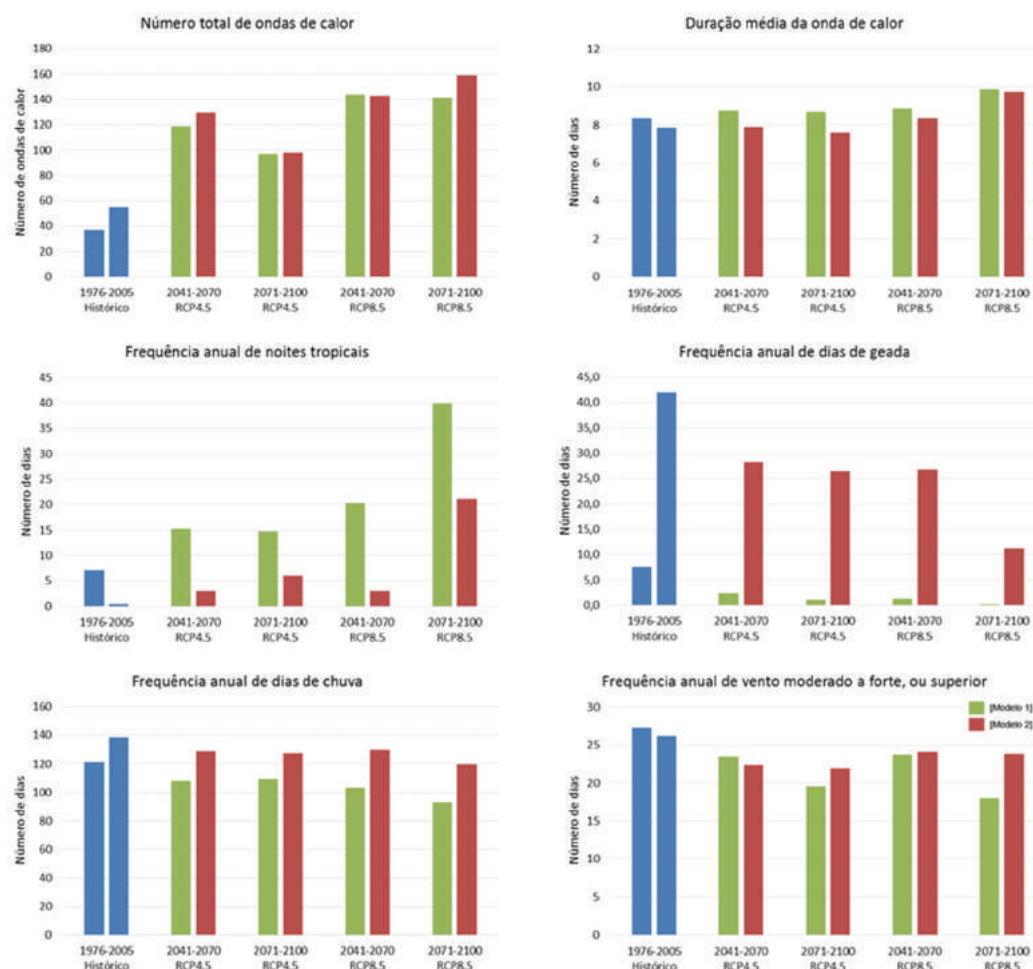 Número total de ondas de calor
Número de ondas de calor
180
160
140
120
100
80
60
40
20
0
1976-2005 2041-2070 2071-2100 2041-2070 2071-2100
Histórico RCP4.5 RCP4.5 RCP8.5 RCP8.5
Duração média da onda de calor
Número de dias
12
10
8
6
4
2
0
1976-2005 2041-2070 2071-2100 2041-2070 2071-2100
Histórico RCP4.5 RCP4.5 RCP8.5 RCP8.5
Frequência anual de noites tropicais
Número de dias
45
40
35
30
25
20
15
10
5
0
1976-2005 2041-2070 2071-2100 2041-2070 2071-2100
Histórico RCP4.5 RCP4.5 RCP8.5 RCP8.5
Frequência anual de dias de geada
Número de dias
45,0
40,0
35,0
30,0
25,0
20,0
15,0
10,0
5,0
0,0
1976-2005 2041-2070 2071-2100 2041-2070 2071-2100
Histórico RCP4.5 RCP4.5 RCP8.5 RCP8.5
Frequência anual de dias de chuva
Número de dias
160
140
120
100
80
60
40
20
0
1976-2005 2041-2070 2071-2100 2041-2070 2071-2100
Histórico RCP4.5 RCP4.5 RCP8.5 RCP8.5
Frequência anual de vento moderado a forte, ou superior
Número de dias
30
25
20
15
10
5
0
[Modelo 1]
[Modelo 2]
1976-2005 2041-2070 2071-2100 2041-2070 2071-2100
Histórico RCP4.5 RCP4.5 RCP8.5 RCP8.5